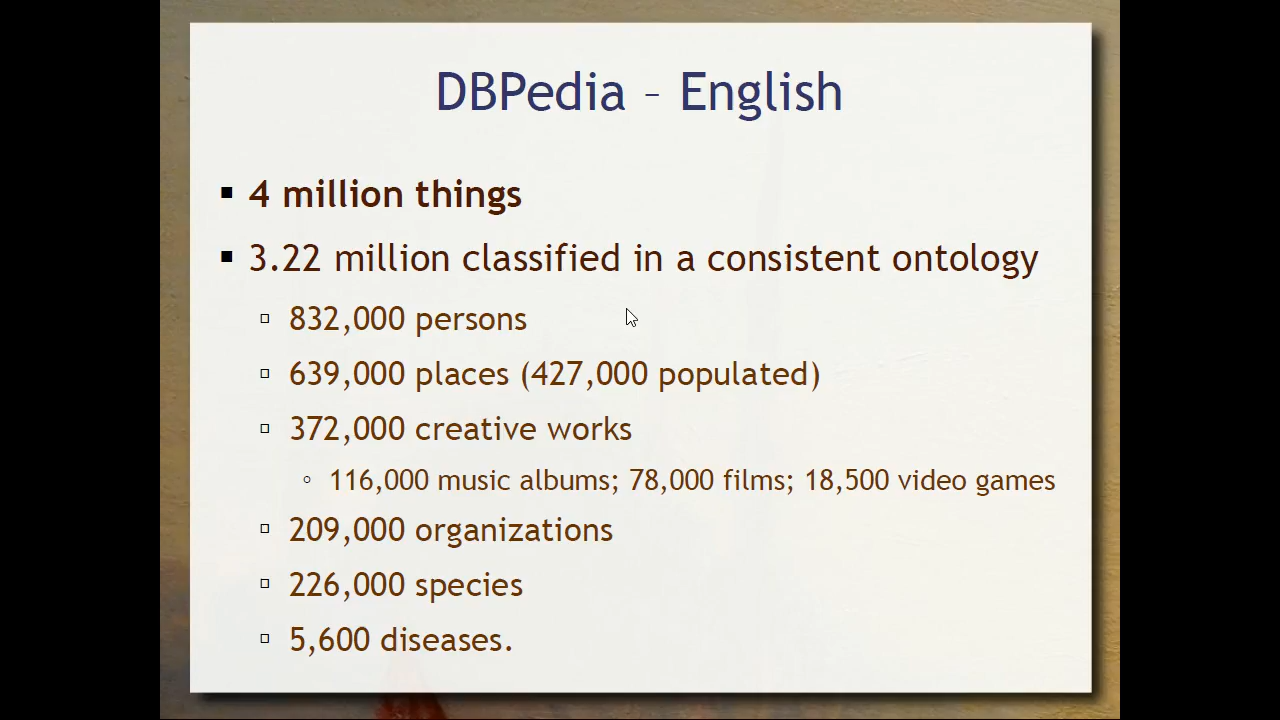 DBPedia – English
4 million things
3.22 million classified in a consistent ontology
832,000 persons
639,000 places (427,000 populated)
372,000 creative works
116,000 music albums; 78,000 films; 18,500 video games
209,000 organizations
226,000 species
5,600 diseases.